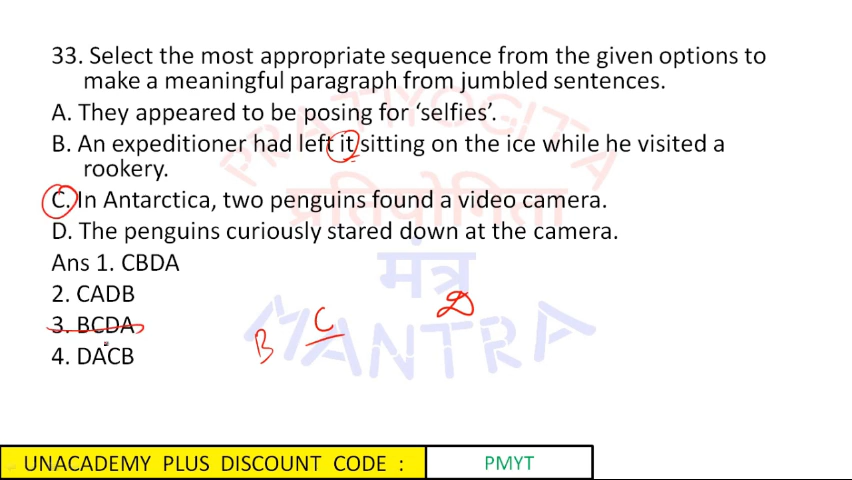 33. Select the most appropriate sequence from the given options to
make a meaningful paragraph from jumbled sentences.
A. They appeared to be posing for ‘selfies’.
B. An expeditioner had left it sitting on the ice while he visited a
rookery.
C. In Antarctica, two penguins found a video camera.
D. The penguins curiously stared down at the camera.
Ans 1. CBDA
2. CADB
3. BCDA
4. DACB
B C D
PRATIYOGITA
प्रतियोगिता
मंत्र
MANTRA
UNACADEMY PLUS DISCOUNT CODE : PMYT